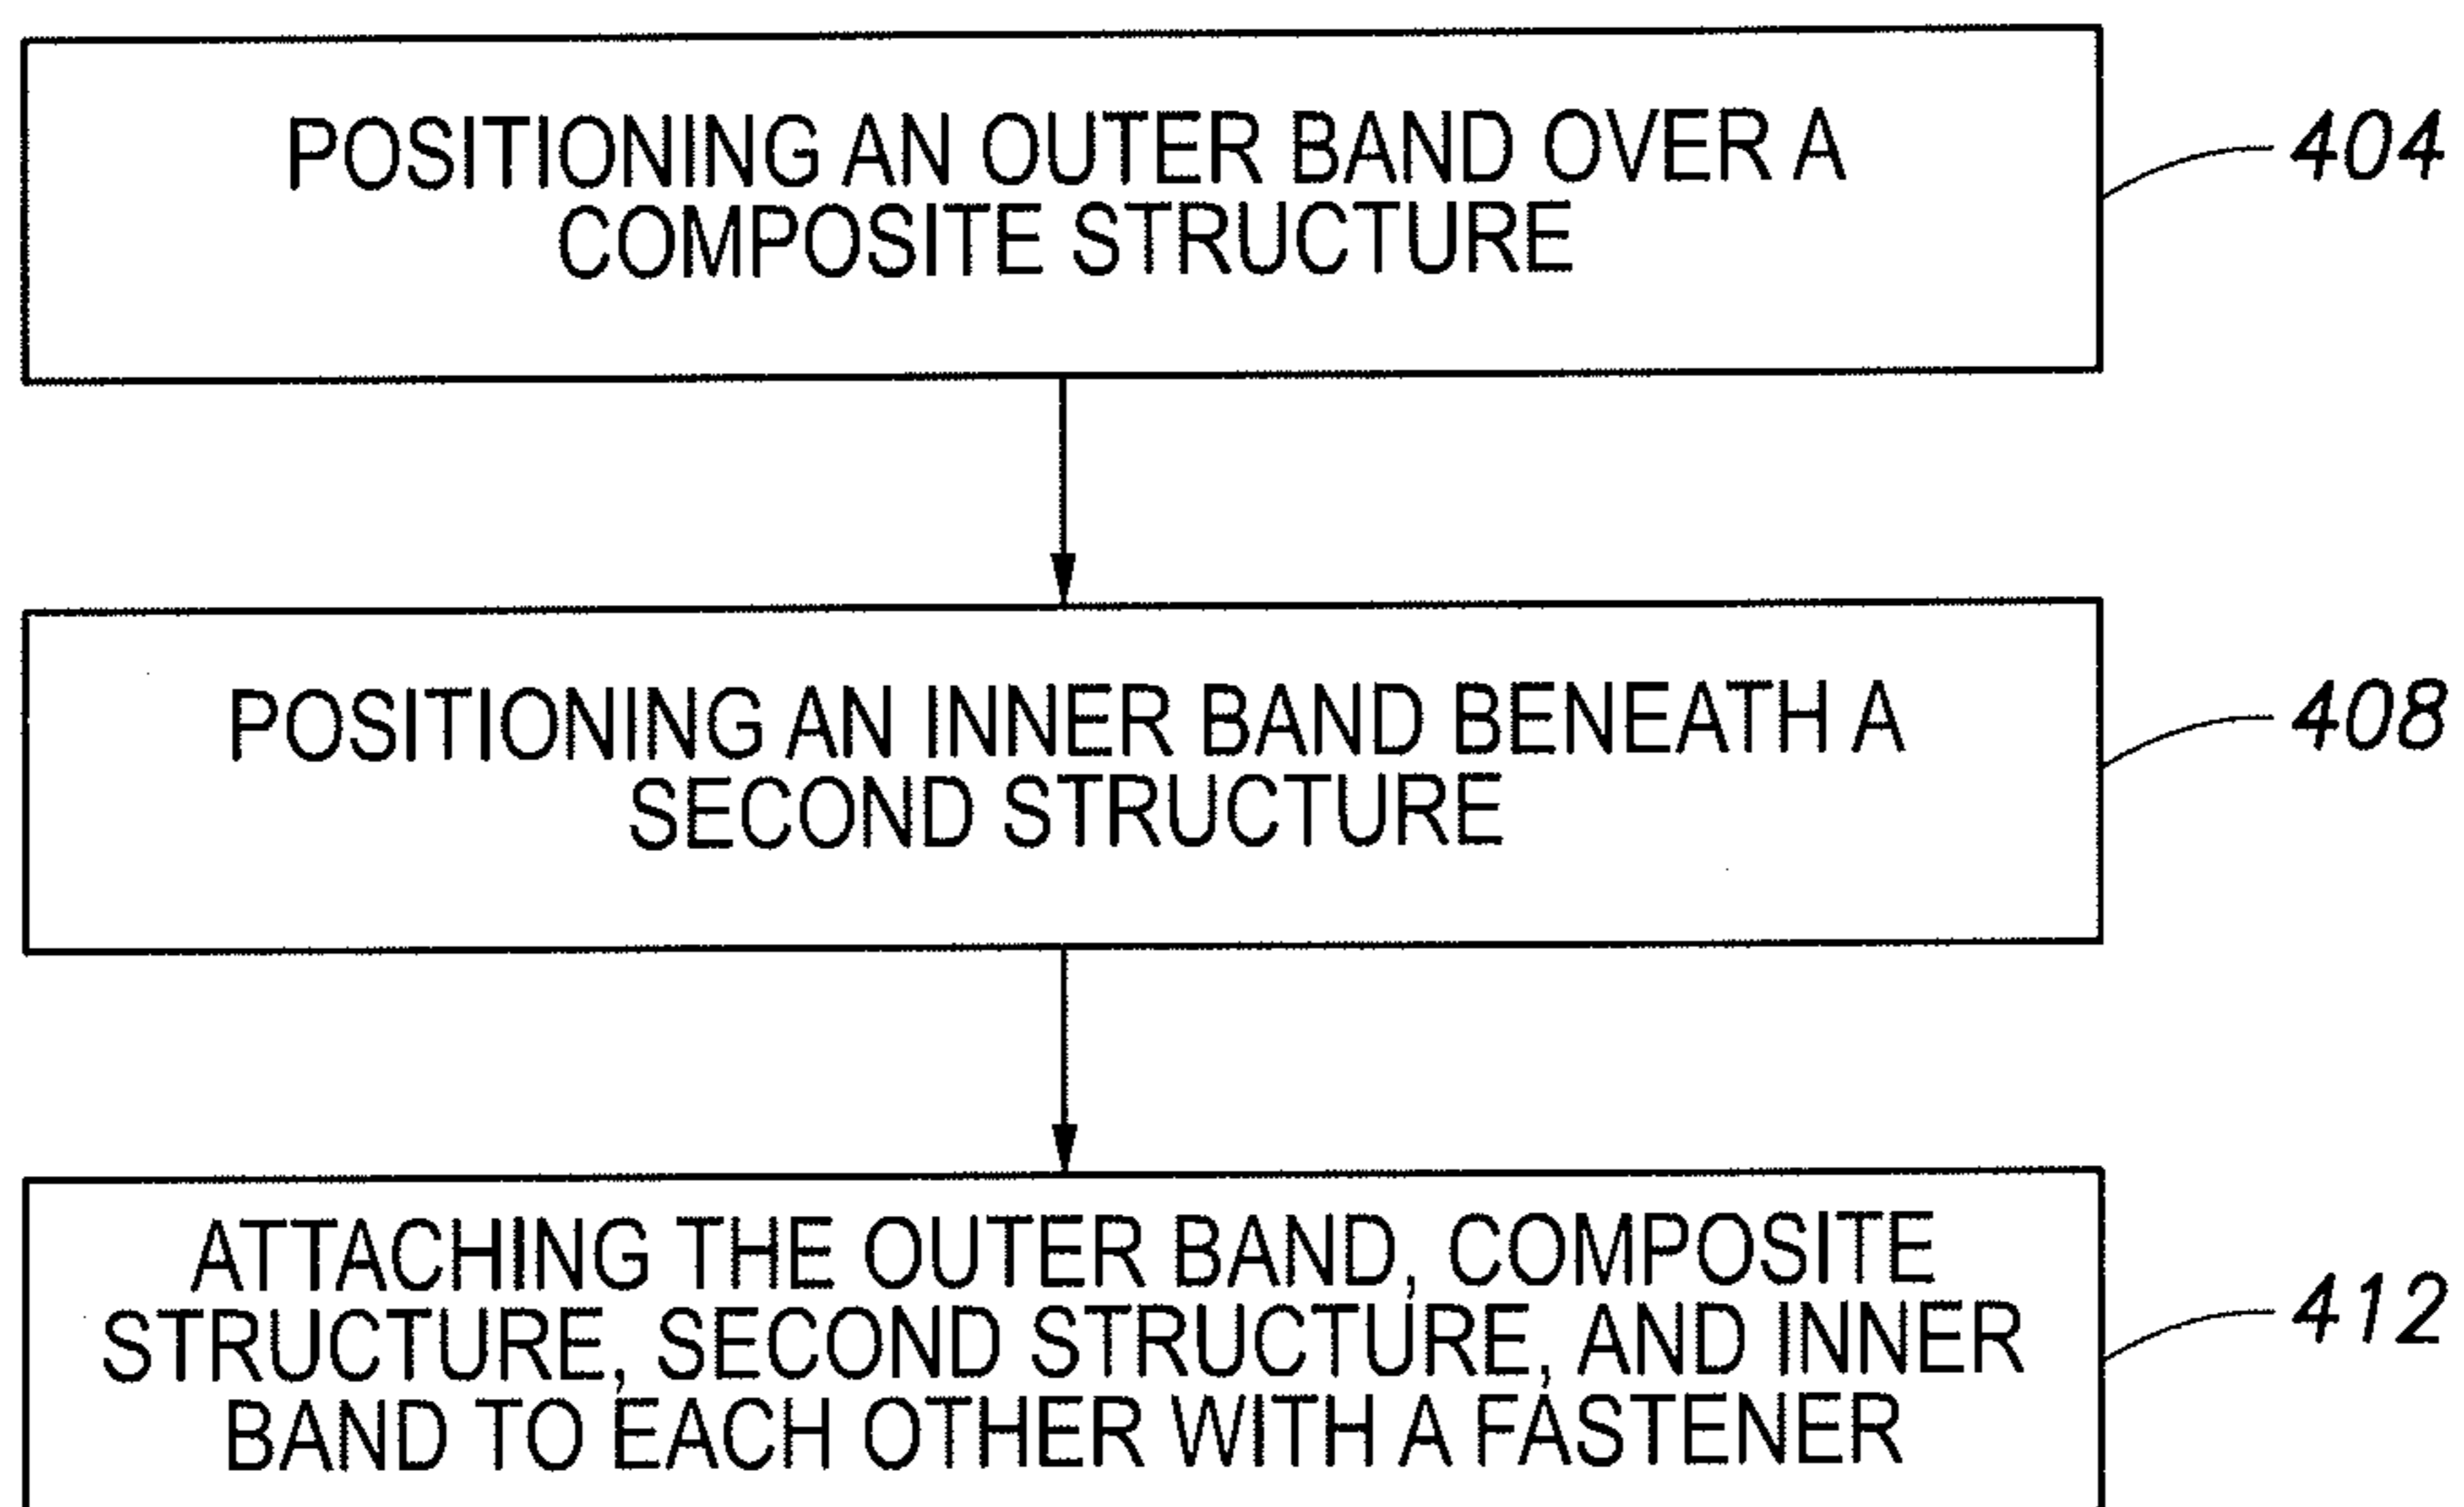 POSITIONING AN OUTER BAND OVER A
COMPOSITE STRUCTURE
404
POSITIONING AN INNER BAND BENEATH A
SECOND STRUCTURE
408
ATTACHING THE OUTER BAND, COMPOSITE
STRUCTURE, SECOND STRUCTURE, AND INNER
BAND TO EACH OTHER WITH A FASTENER
412